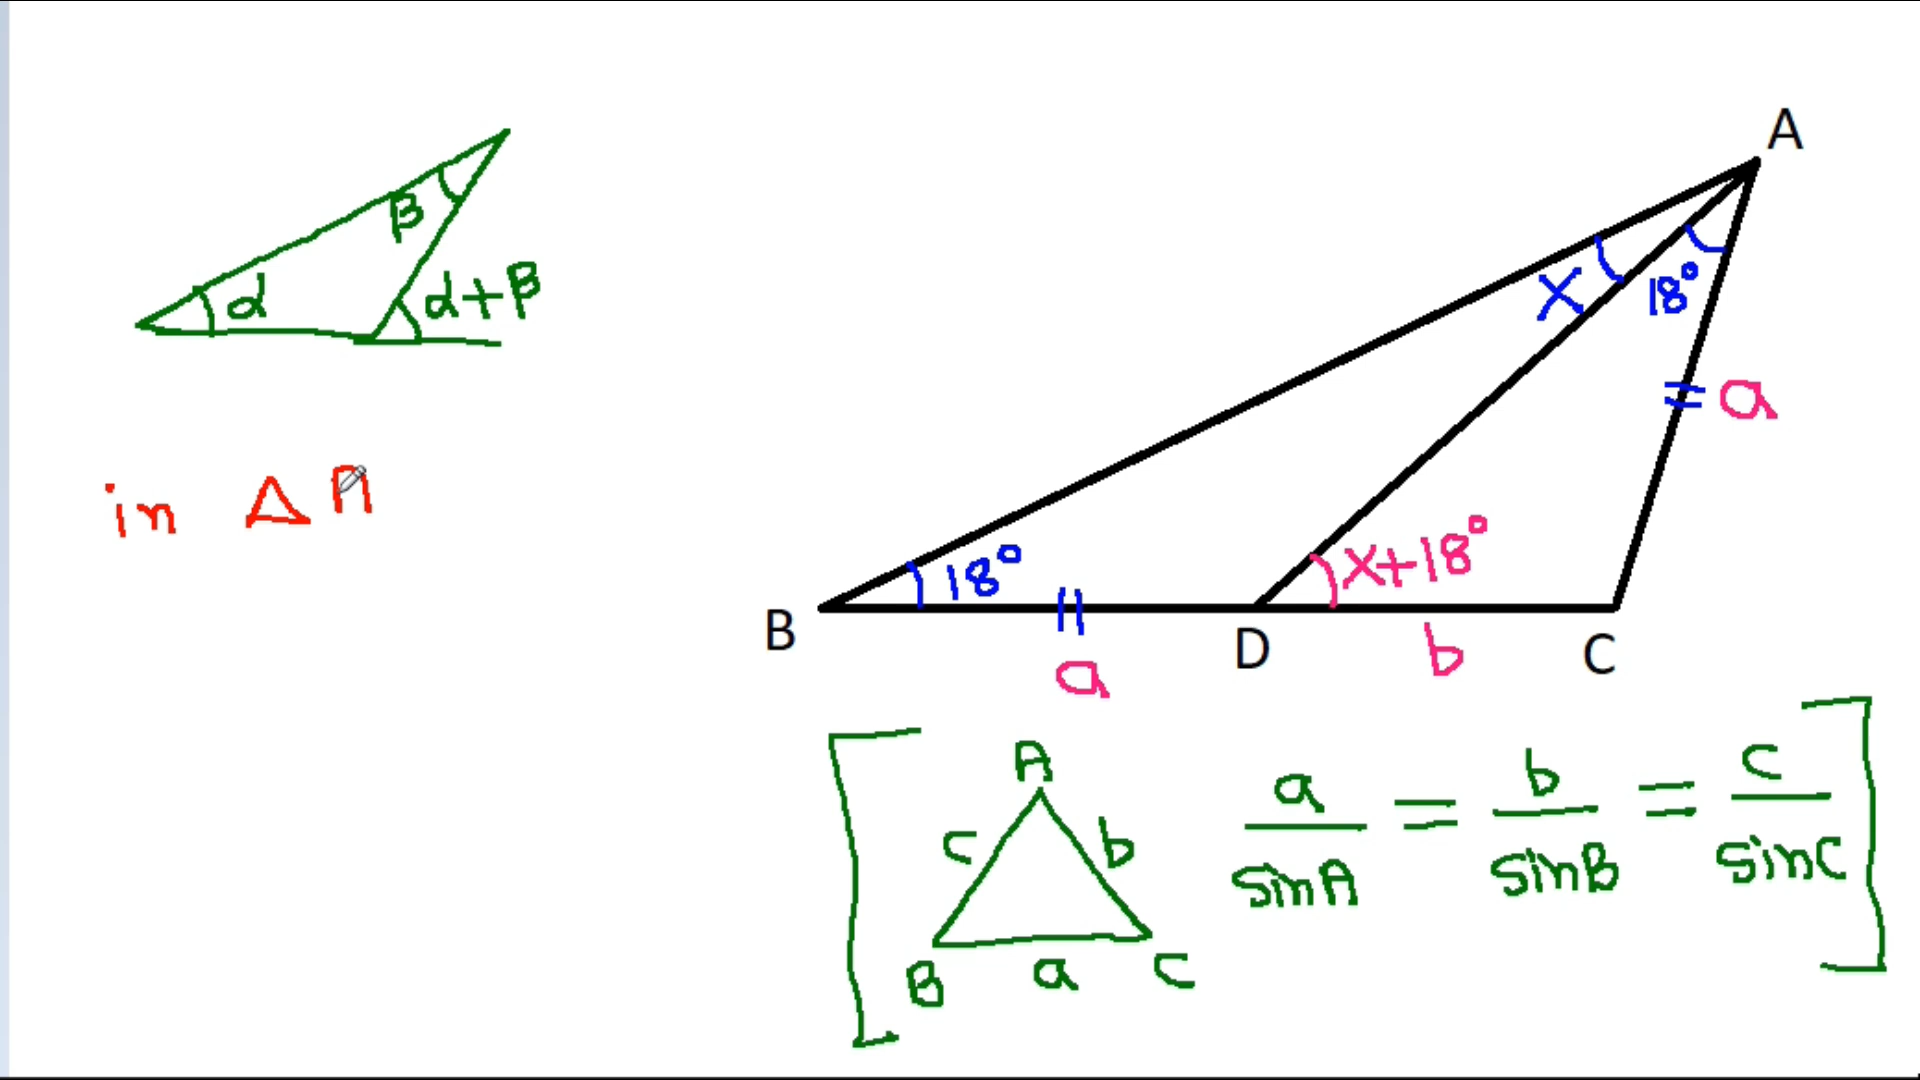 β
α
α+β
in Δ A
A
x
18°
a
18°
x+18°
B
D
C
a
b
A
c
b
B
a
C
a/sinA = b/sinB = c/sinC